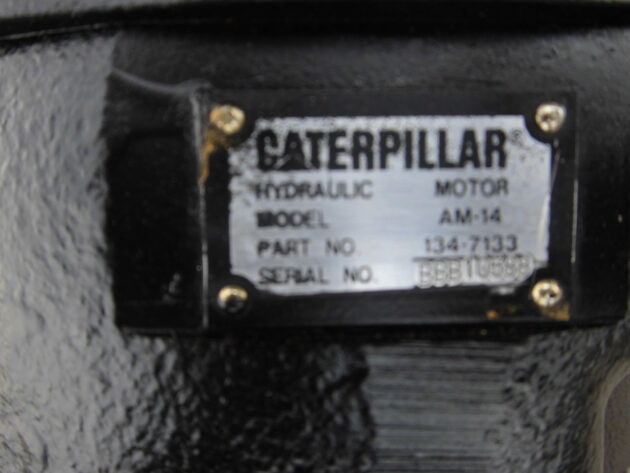 CATERPILLAR®
HYDRAULIC MOTOR
MODEL AM-14
PART NO. 134-7133
SERIAL NO.